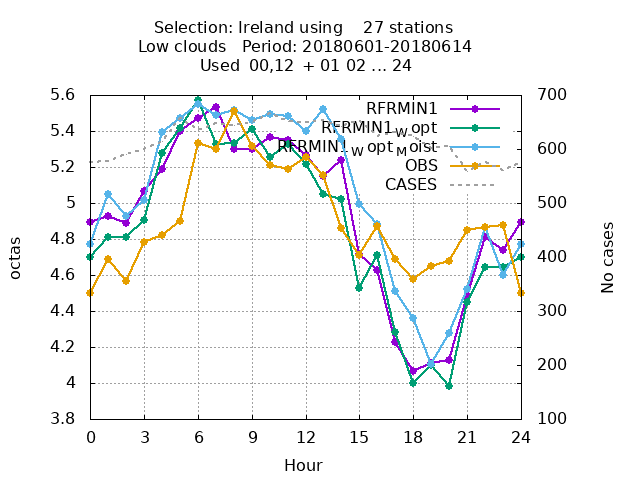 Selection: Ireland using    27 stations
Low clouds   Period: 20180601-20180614
Used  00,12  + 01 02 ... 24
5.6
5.4
5.2
5
4.8
4.6
4.4
4.2
4
3.8
octas
RFRMIN1
RFRMIN1Wopt
RFRMIN1WoptMoist
OBS
CASES
700
600
500
400
300
200
100
No cases
0 3 6 9 12 15 18 21 24
Hour